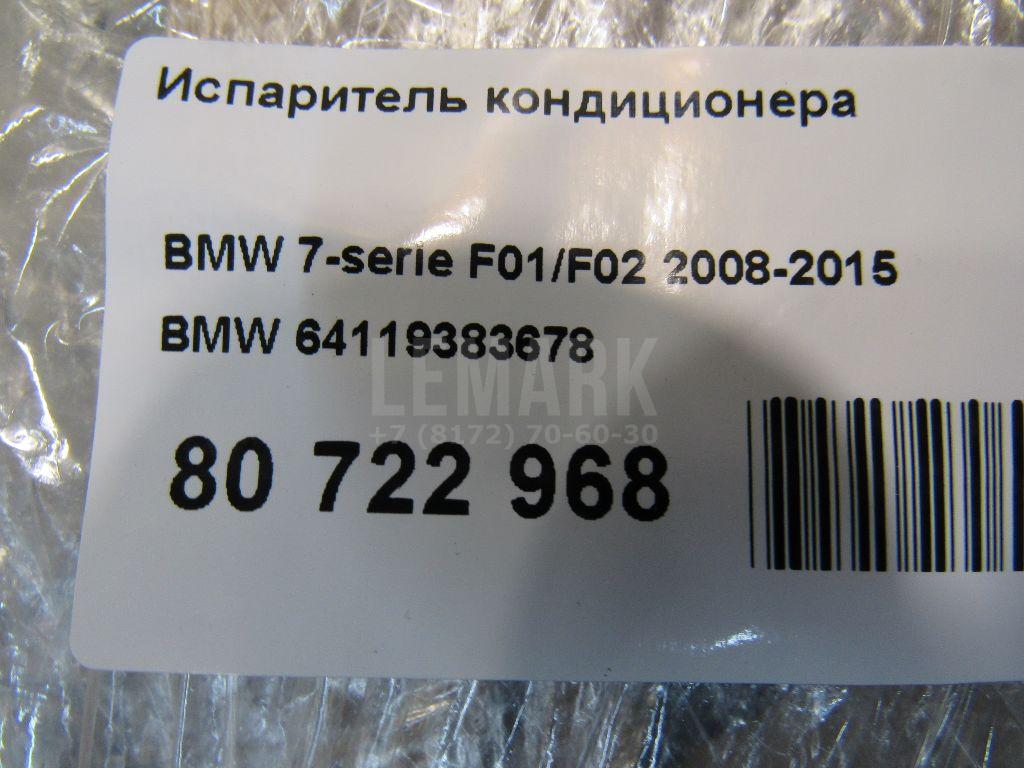 Испаритель кондиционера
BMW 7-serie F01/F02 2008-2015
BMW 64119383678
LEMARK
+7 (8172) 70-60-30
80 722 968